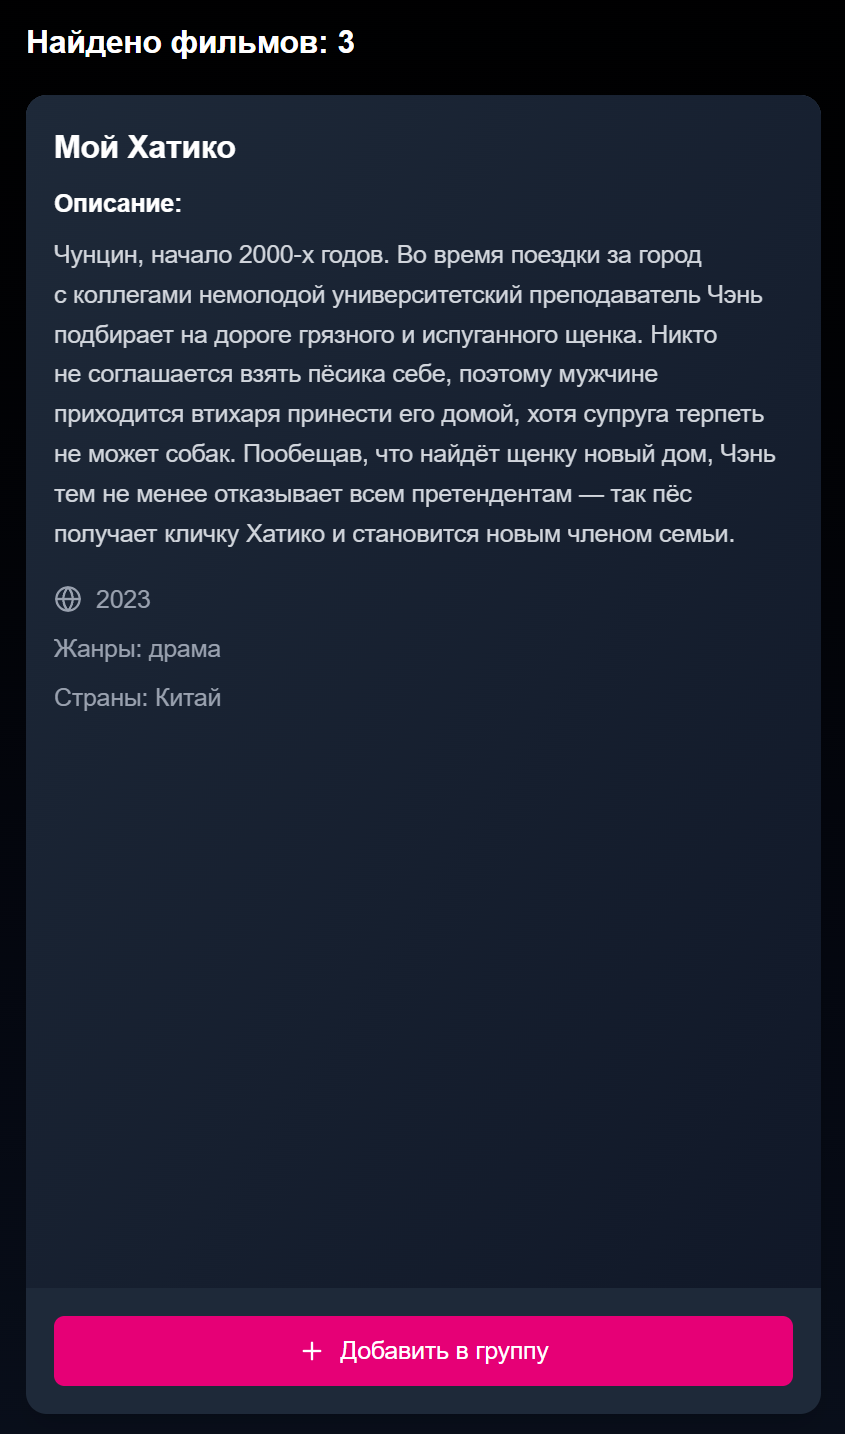 Найдено фильмов: 3
Мой Хатико
Описание:
Чунцин, начало 2000-х годов. Во время поездки за город
с коллегами немолодой университетский преподаватель Чэнь
подбирает на дороге грязного и испуганного щенка. Никто
не соглашается взять пёсика себе, поэтому мужчине
приходится втихаря принести его домой, хотя супруга терпеть
не может собак. Пообещав, что найдёт щенку новый дом, Чэнь
тем не менее отказывает всем претендентам — так пёс
получает кличку Хатико и становится новым членом семьи.
2023
Жанры: драма
Страны: Китай
Добавить в группу